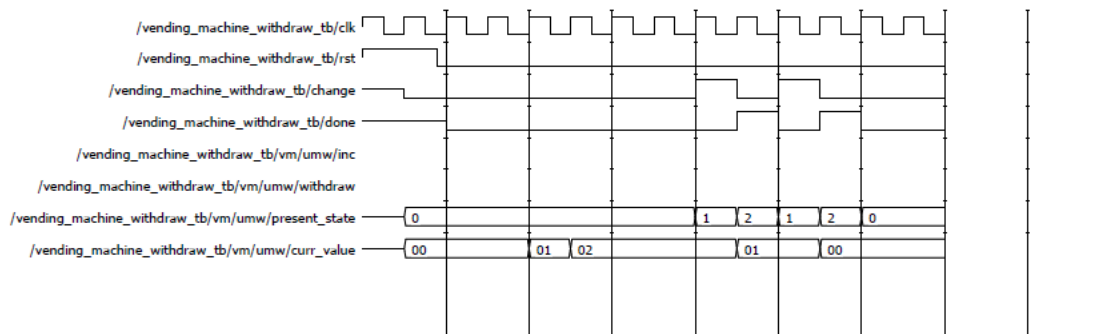 /vending_machine_withdraw_tb/clk
/vending_machine_withdraw_tb/rst
/vending_machine_withdraw_tb/change
/vending_machine_withdraw_tb/done
/vending_machine_withdraw_tb/vm/umw/inc
/vending_machine_withdraw_tb/vm/umw/withdraw
/vending_machine_withdraw_tb/vm/umw/present_state 0 1 2 1 2 0
/vending_machine_withdraw_tb/vm/umw/curr_value 00 01 02 01 00